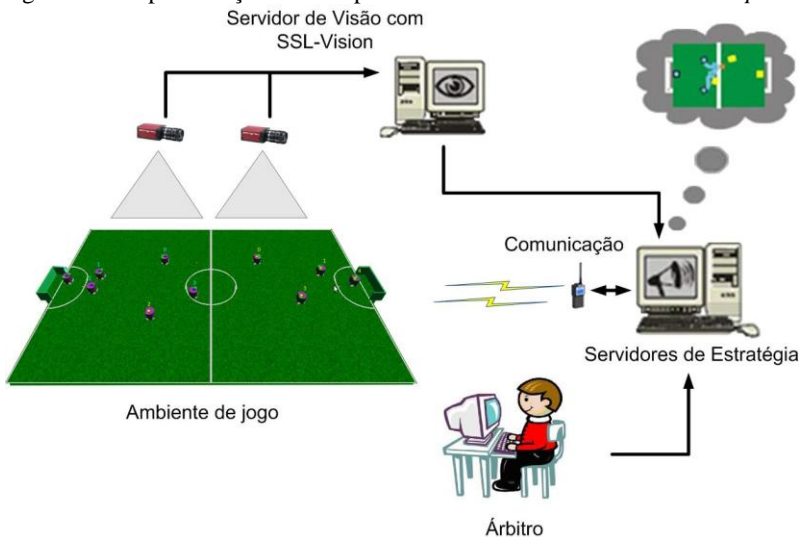 Servidor de Visão com
SSL-Vision
Comunicação
Servidores de Estratégia
Ambiente de jogo
Árbitro